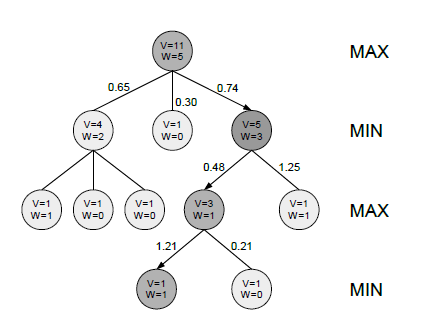 V=11
W=5
MAX
0.65
0.30
0.74
V=4
W=2
V=1
W=0
V=5
W=3
MIN
0.48
1.25
V=1
W=1
V=1
W=0
V=1
W=0
V=3
W=1
V=1
W=1
MAX
1.21
0.21
V=1
W=1
V=1
W=0
MIN